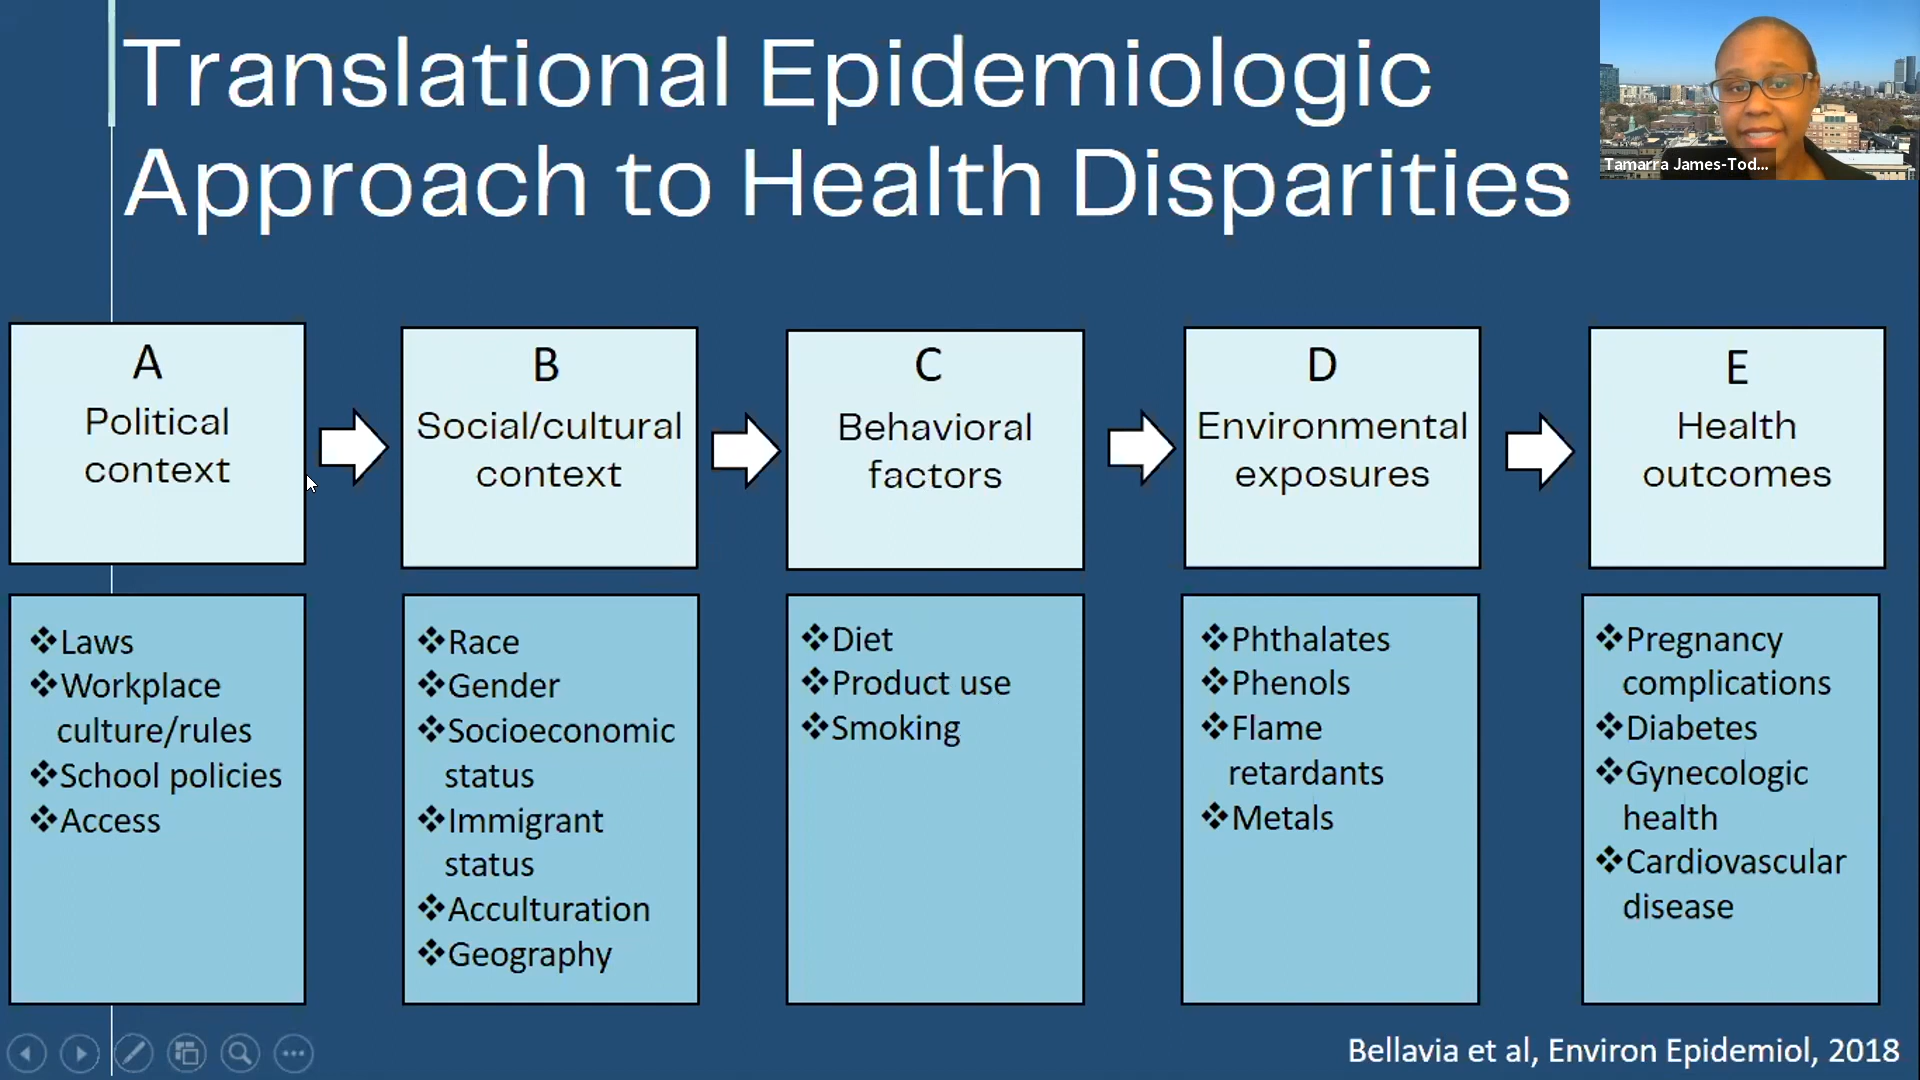 Translational Epidemiologic
Approach to Health Disparities
Tamarra James-Tod...
A
Political
context
B
Social/cultural
context
C
Behavioral
factors
D
Environmental
exposures
E
Health
outcomes
❖Laws
❖Workplace
culture/rules
❖School policies
❖Access
❖Race
❖Gender
❖Socioeconomic
status
❖Immigrant
status
❖Acculturation
❖Geography
❖Diet
❖Product use
❖Smoking
❖Phthalates
❖Phenols
❖Flame
retardants
❖Metals
❖Pregnancy
complications
❖Diabetes
❖Gynecologic
health
❖Cardiovascular
disease
Bellavia et al, Environ Epidemiol, 2018